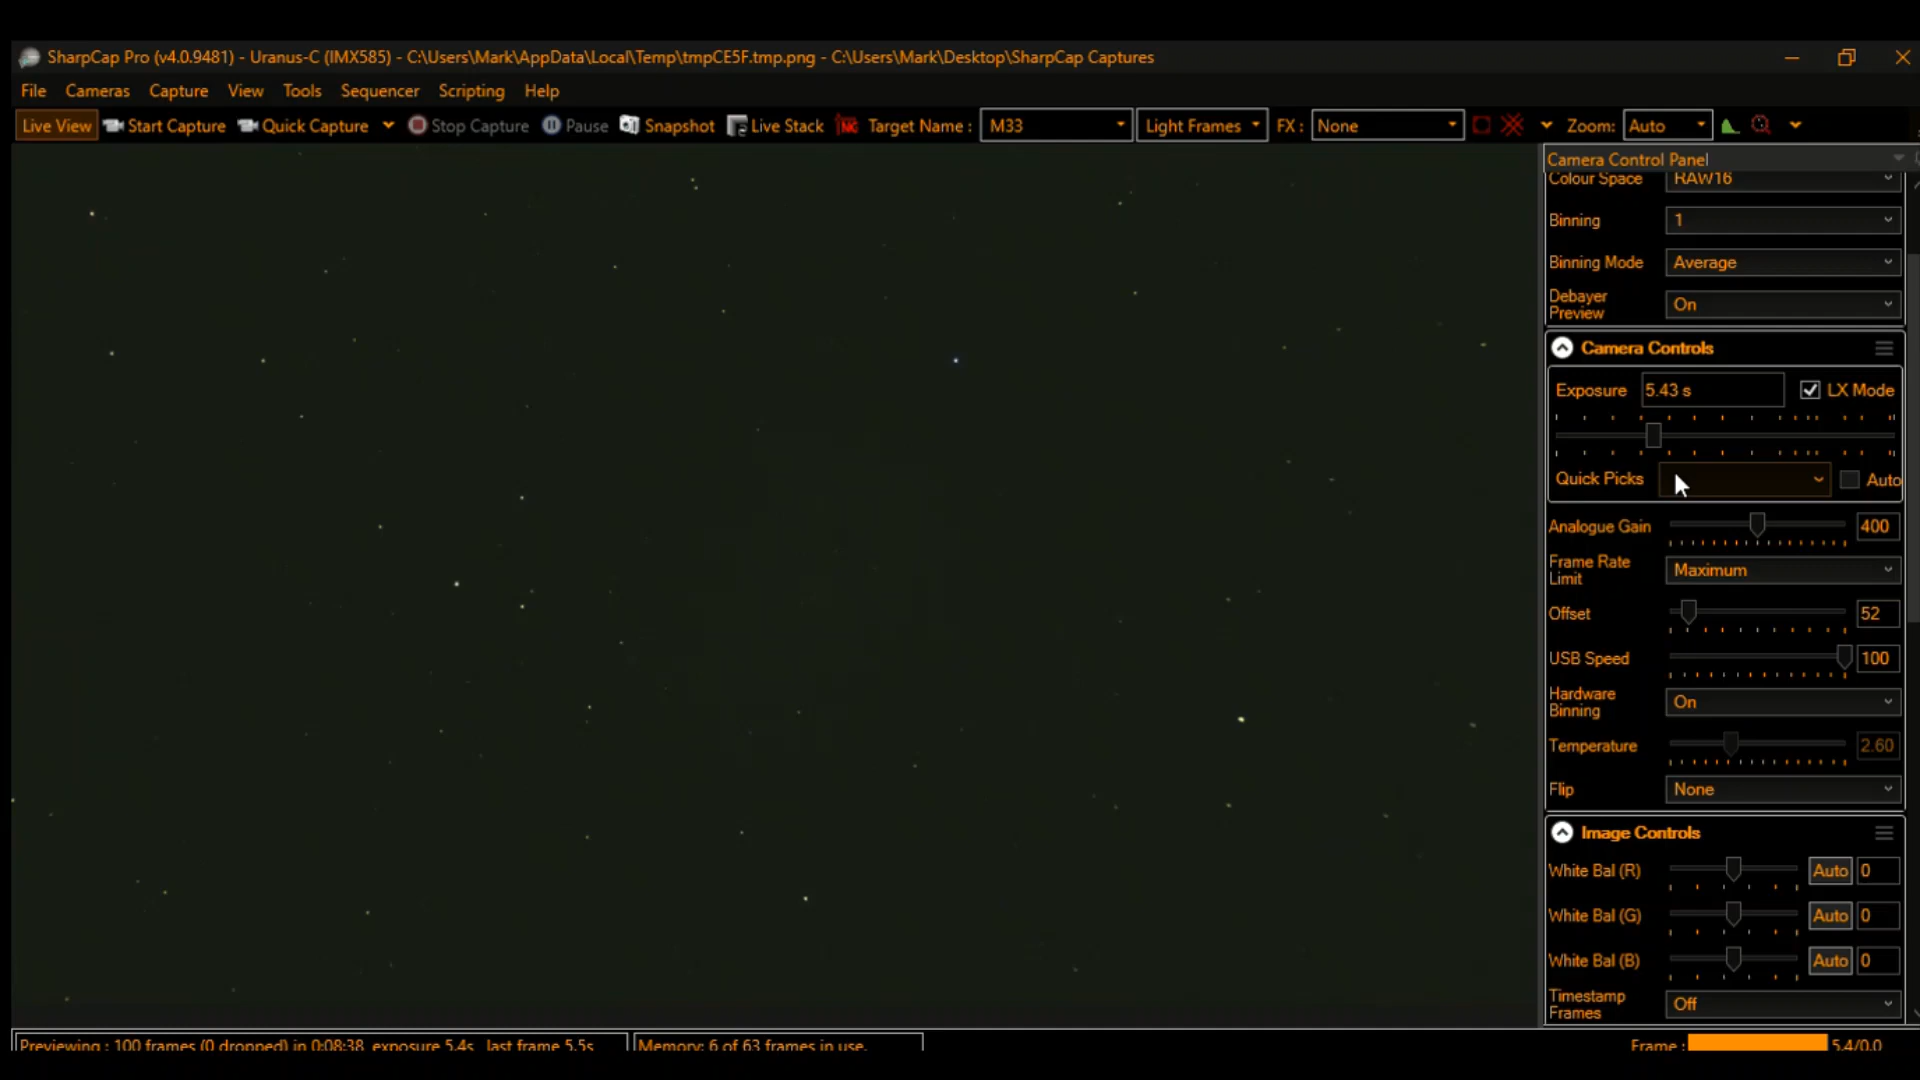 SharpCap Pro (v4.0.9481) - Uranus-C (IMX585) - C:\Users\Mark\AppData\Local\Temp\tmpCE5F.tmp.png - C:\Users\Mark\Desktop\SharpCap Captures
File Cameras Capture View Tools Sequencer Scripting Help
Live View Start Capture Quick Capture Stop Capture Pause Snapshot Live Stack Target Name : M33 Light Frames FX : None Zoom: Auto
Camera Control Panel
Colour Space RAW16
Binning 1
Binning Mode Average
Debayer Preview On
Camera Controls
Exposure 5.43 s LX Mode
Quick Picks Auto
Analogue Gain 400
Frame Rate Limit Maximum
Offset 52
USB Speed 100
Hardware Binning On
Temperature 2.60
Flip None
Image Controls
White Bal (R) Auto 0
White Bal (G) Auto 0
White Bal (B) Auto 0
Timestamp Frames Off
Previewing : 100 frames (0 dropped) in 0:08:38, exposure 5.4s, last frame 5.5s Memory: 6 of 63 frames in use. Frame : 5.4/0.0